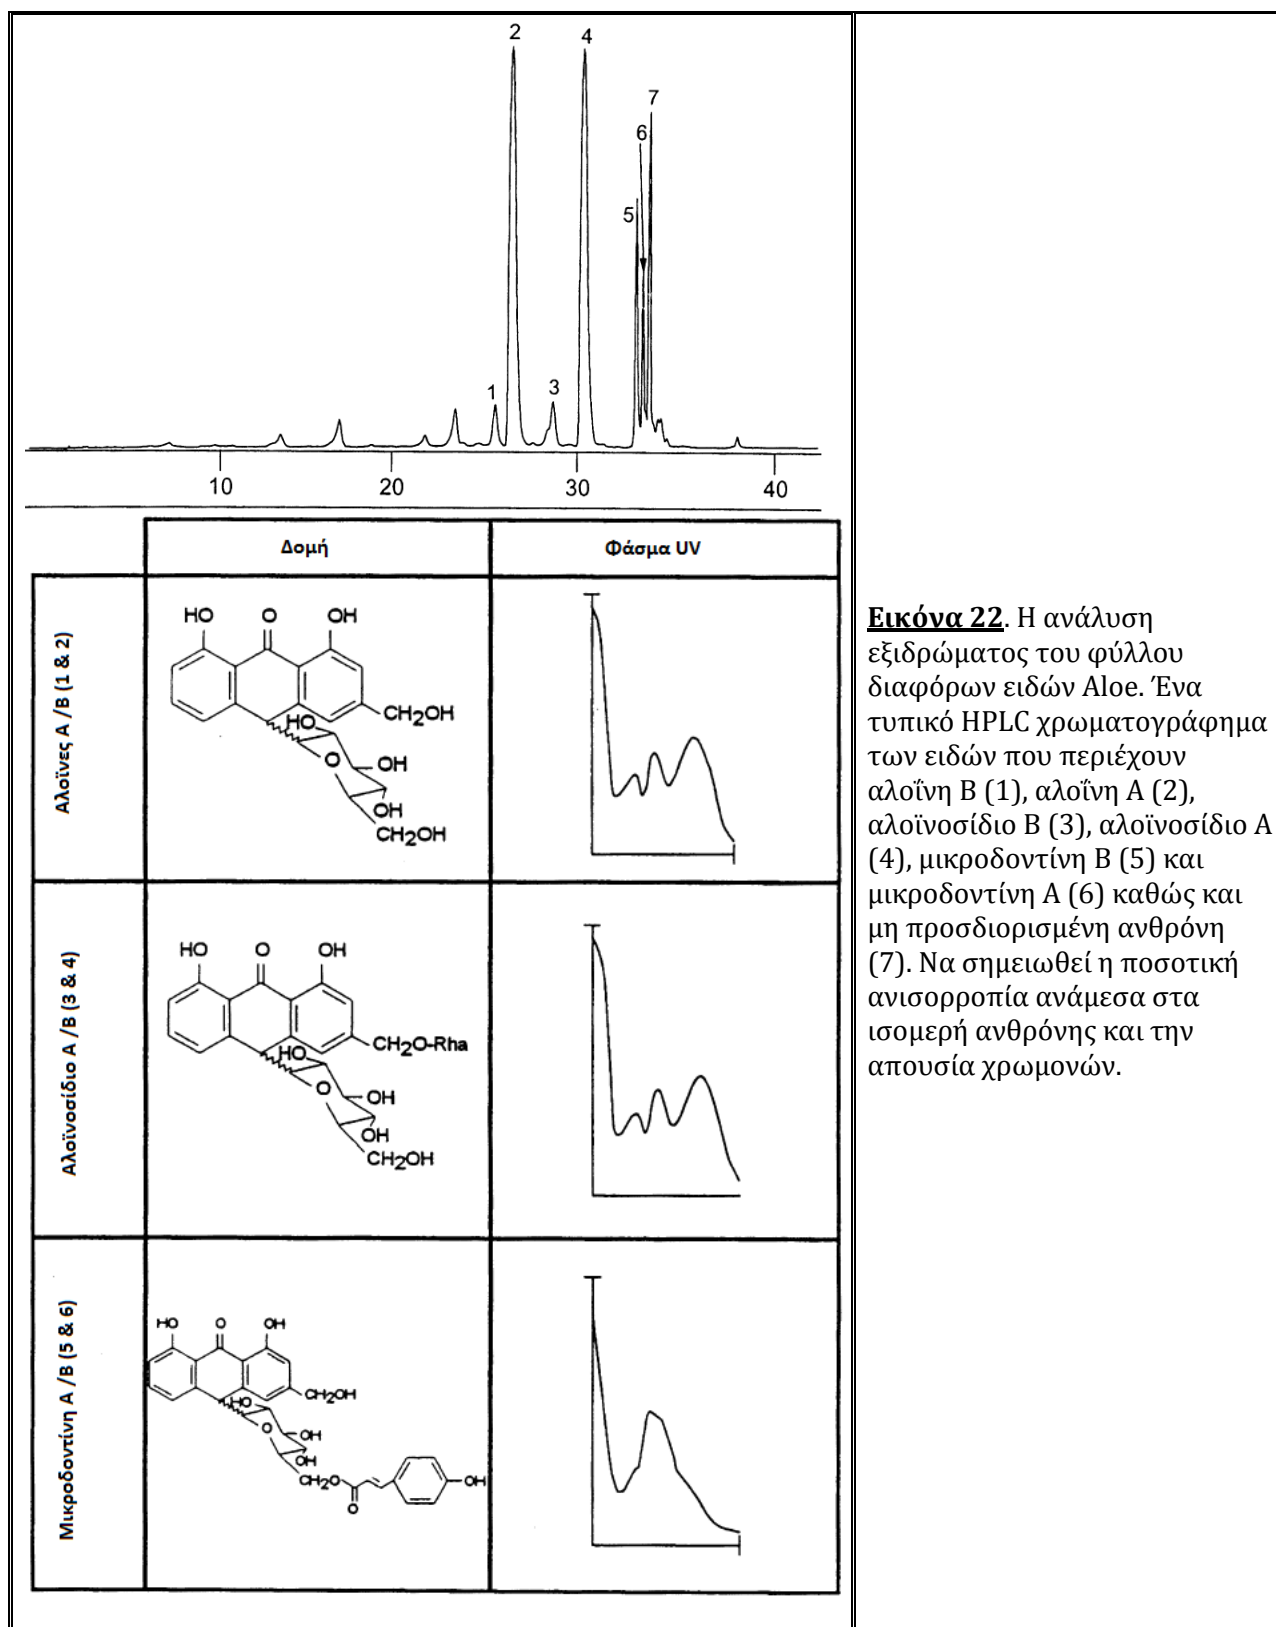 2
4
7
6
5
1
3
10
20
30
40
Δομή
Φάσμα UV
Αλοΐνες Α /Β (1 & 2)
HO
O
OH
CH₂OH
HO
O
OH
OH
CH₂OH
Αλοϊνοσίδιο Α /Β (3 & 4)
HO
O
OH
CH₂O-Rha
HO
O
OH
OH
CH₂OH
Μικροδοντίνη Α /Β (5 & 6)
HO
O
OH
CH₂OH
HO
O
OH
OH
CH₂O
O
OH
Εικόνα 22. Η ανάλυση
εξιδρώματος του φύλλου
διαφόρων ειδών Aloe. Ένα
τυπικό HPLC χρωματογράφημα
των ειδών που περιέχουν
αλοΐνη Β (1), αλοΐνη Α (2),
αλοϊνοσίδιο Β (3), αλοϊνοσίδιο Α
(4), μικροδοντίνη Β (5) και
μικροδοντίνη Α (6) καθώς και
μη προσδιορισμένη ανθρόνη
(7). Να σημειωθεί η ποσοτική
ανισορροπία ανάμεσα στα
ισομερή ανθρόνης και την
απουσία χρωμονών.